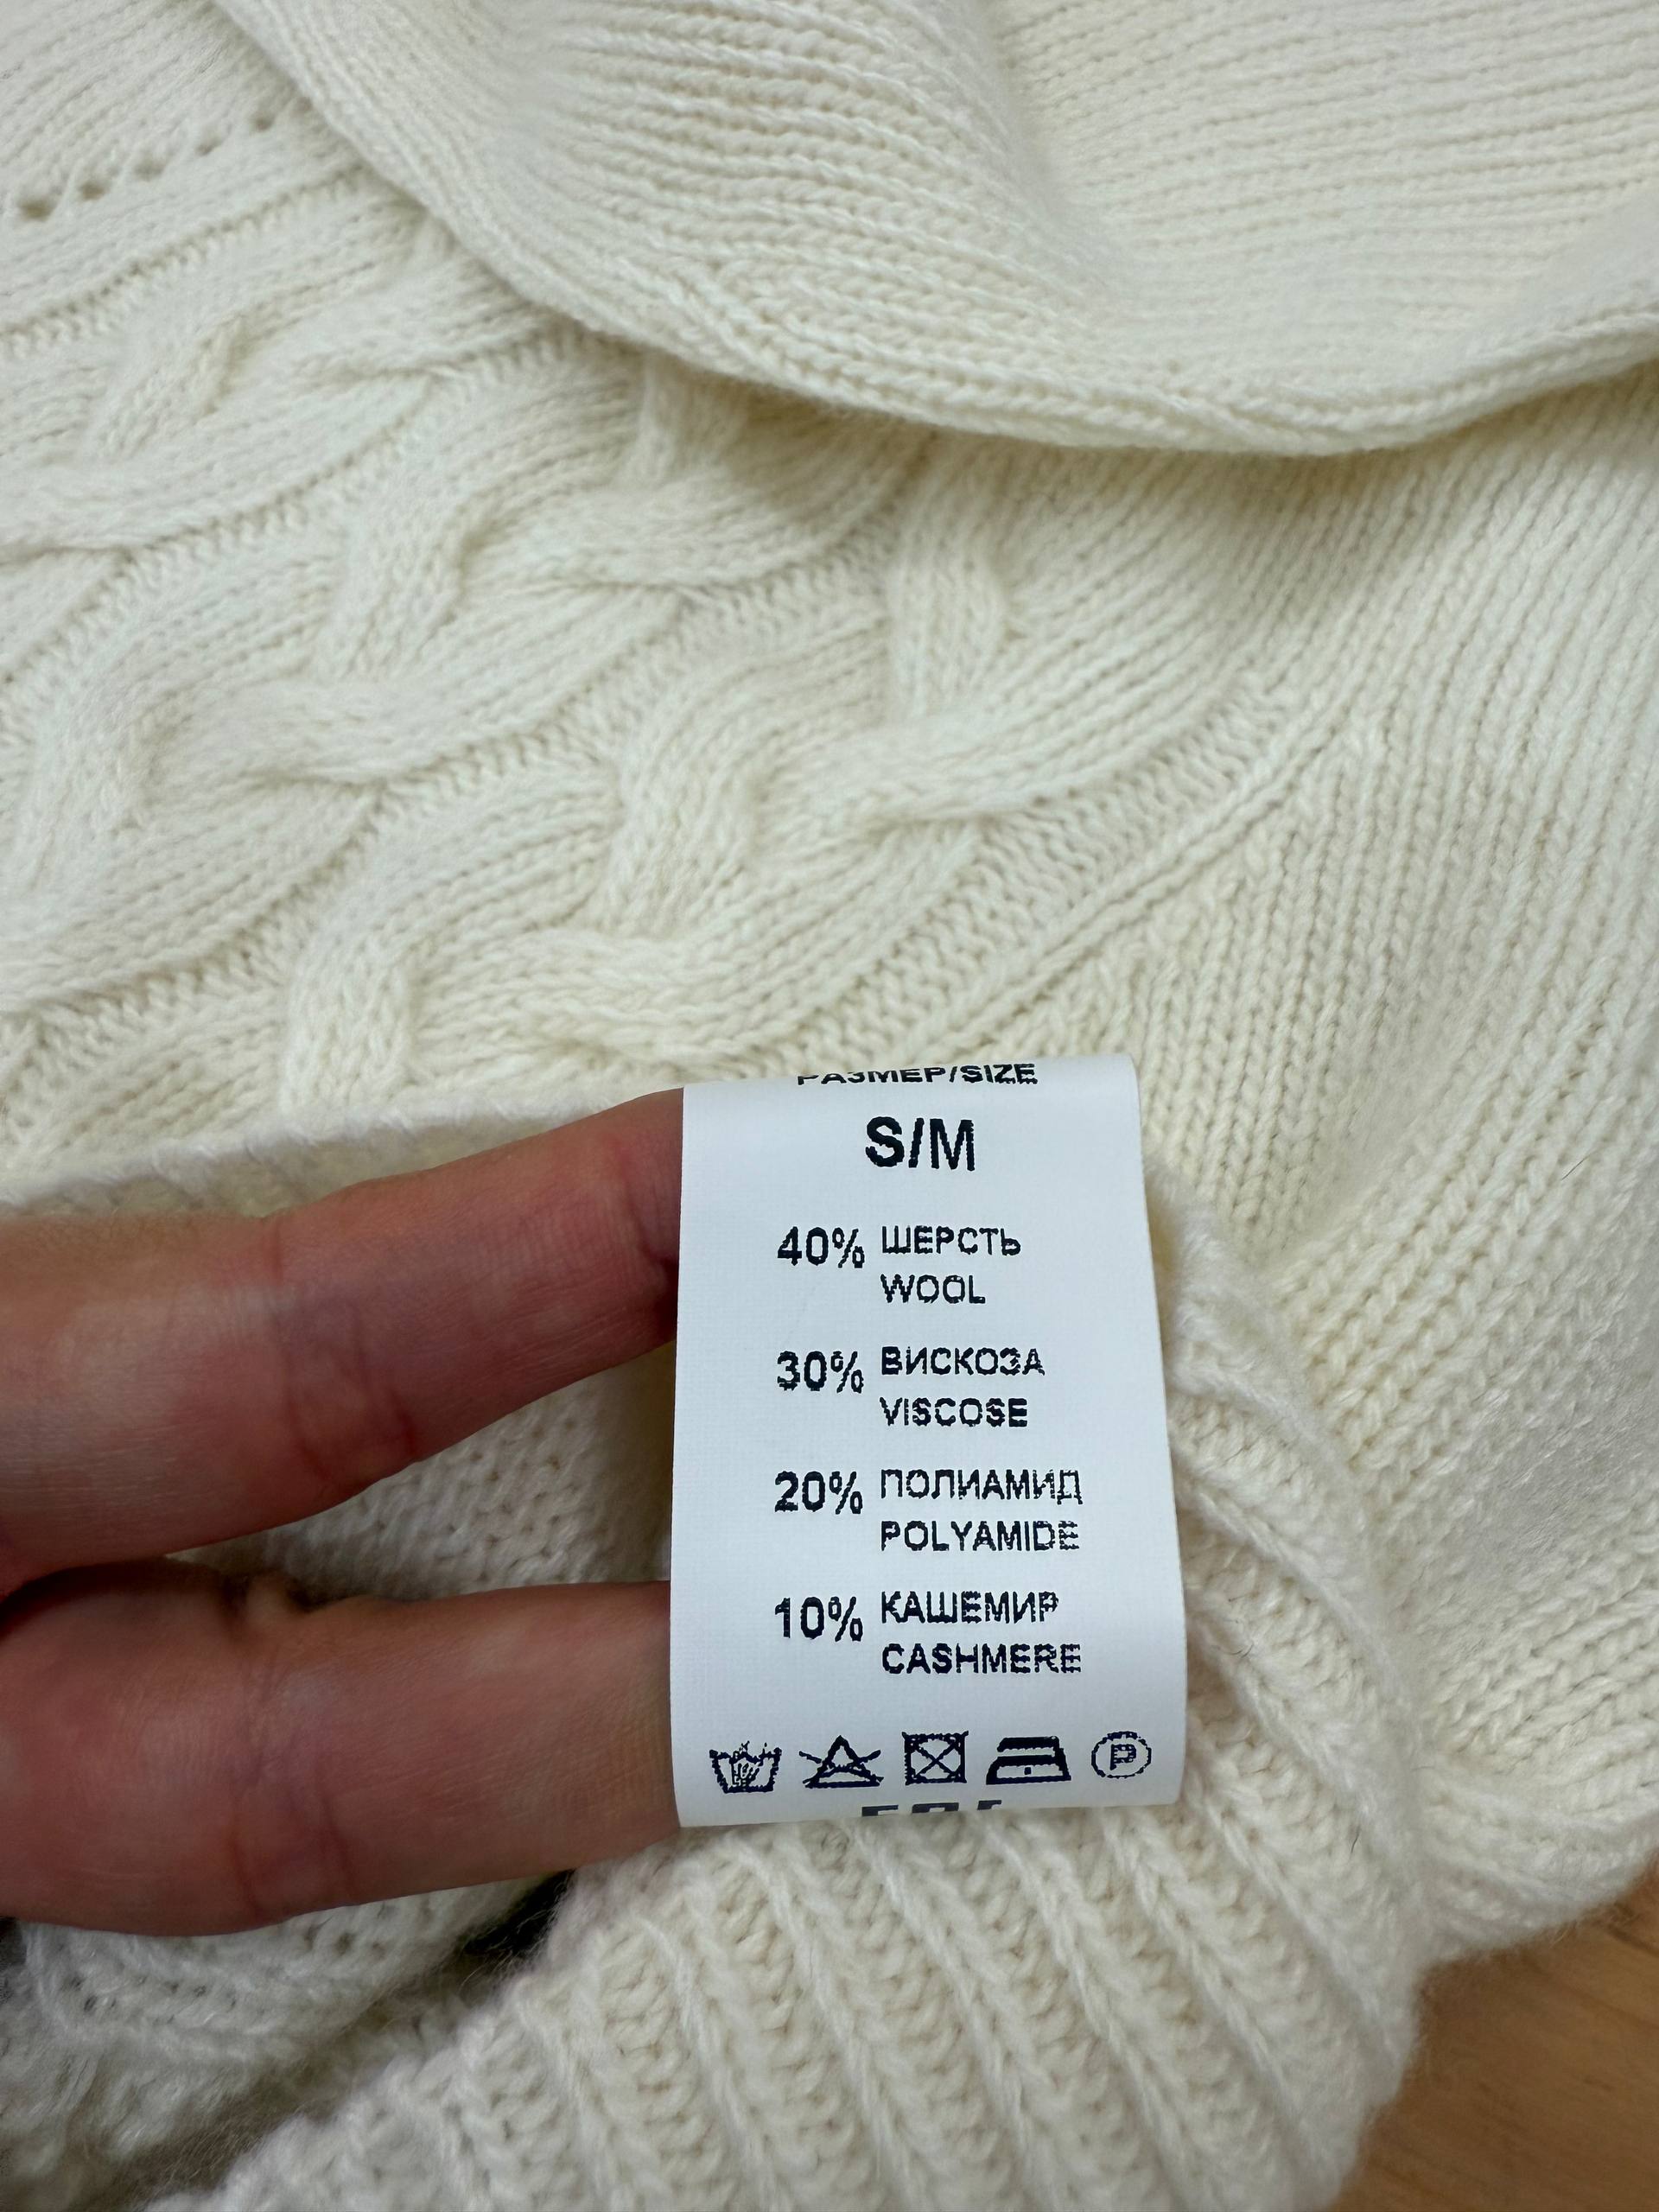 РАЗМЕР/SIZE
S/M
40% ШЕРСТЬ
WOOL
30% ВИСКОЗА
VISCOSE
20% ПОЛИАМИД
POLYAMIDE
10% КАШЕМИР
CASHMERE
P